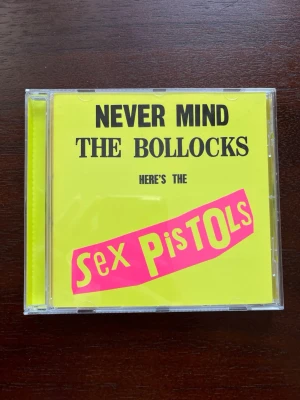 NEVER MIND
THE BOLLOCKS
HERE'S THE
Sex PiSTOLS